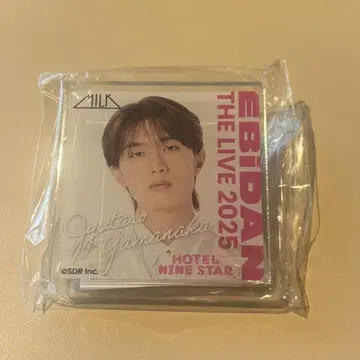 M!LK
EBiDAN
THE LIVE 2025
Jyutaro
Yamanaka
HOTEL
NINE STAR
©SDR Inc.